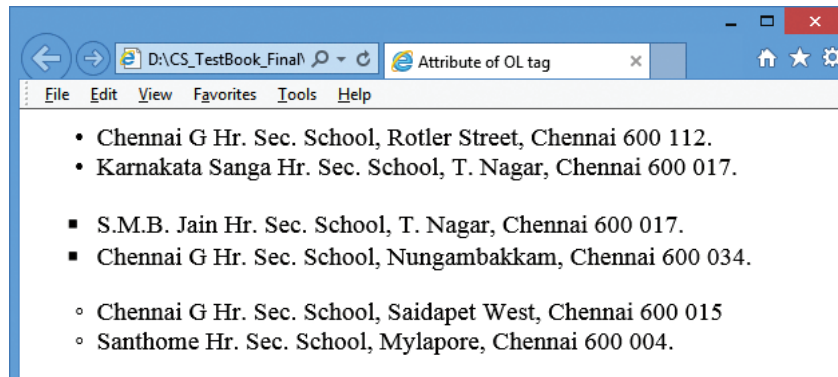 D:\CS_TestBook_Final\
Attribute of OL tag
File Edit View Favorites Tools Help
• Chennai G Hr. Sec. School, Rotler Street, Chennai 600 112.
• Karnakata Sanga Hr. Sec. School, T. Nagar, Chennai 600 017.
▪ S.M.B. Jain Hr. Sec. School, T. Nagar, Chennai 600 017.
▪ Chennai G Hr. Sec. School, Nungambakkam, Chennai 600 034.
◦ Chennai G Hr. Sec. School, Saidapet West, Chennai 600 015
◦ Santhome Hr. Sec. School, Mylapore, Chennai 600 004.